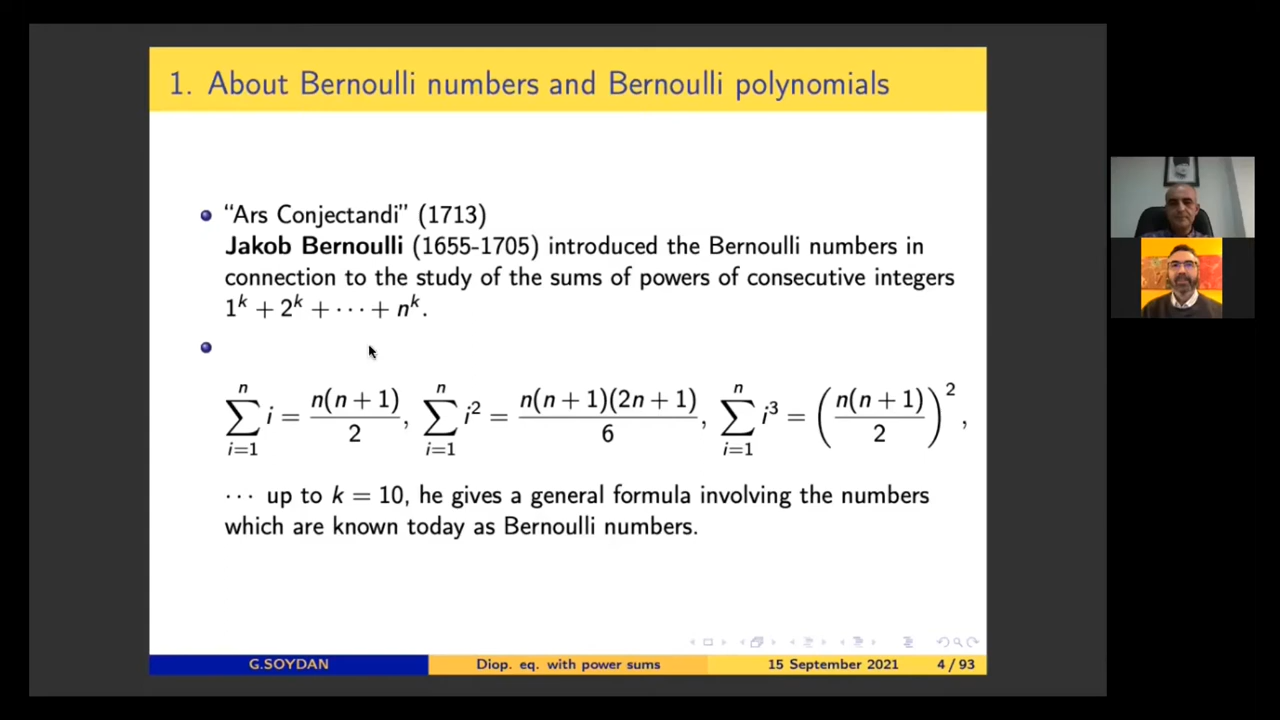 1. About Bernoulli numbers and Bernoulli polynomials
“Ars Conjectandi” (1713)
Jakob Bernoulli (1655-1705) introduced the Bernoulli numbers in
connection to the study of the sums of powers of consecutive integers
1^k + 2^k + ··· + n^k.
∑_{i=1}^{n} i = n(n + 1)/2, ∑_{i=1}^{n} i^2 = n(n + 1)(2n + 1)/6, ∑_{i=1}^{n} i^3 = (n(n + 1)/2)^2,
··· up to k = 10, he gives a general formula involving the numbers
which are known today as Bernoulli numbers.
G.SOYDAN Diop. eq. with power sums 15 September 2021 4 / 93